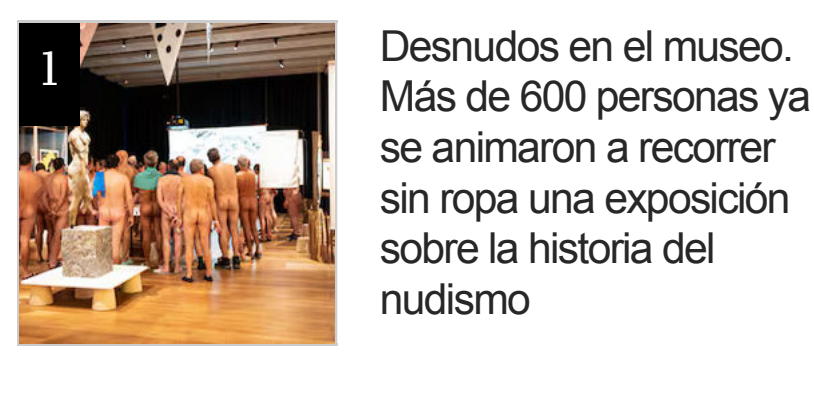 1
Desnudos en el museo.
Más de 600 personas ya
se animaron a recorrer
sin ropa una exposición
sobre la historia del
nudismo